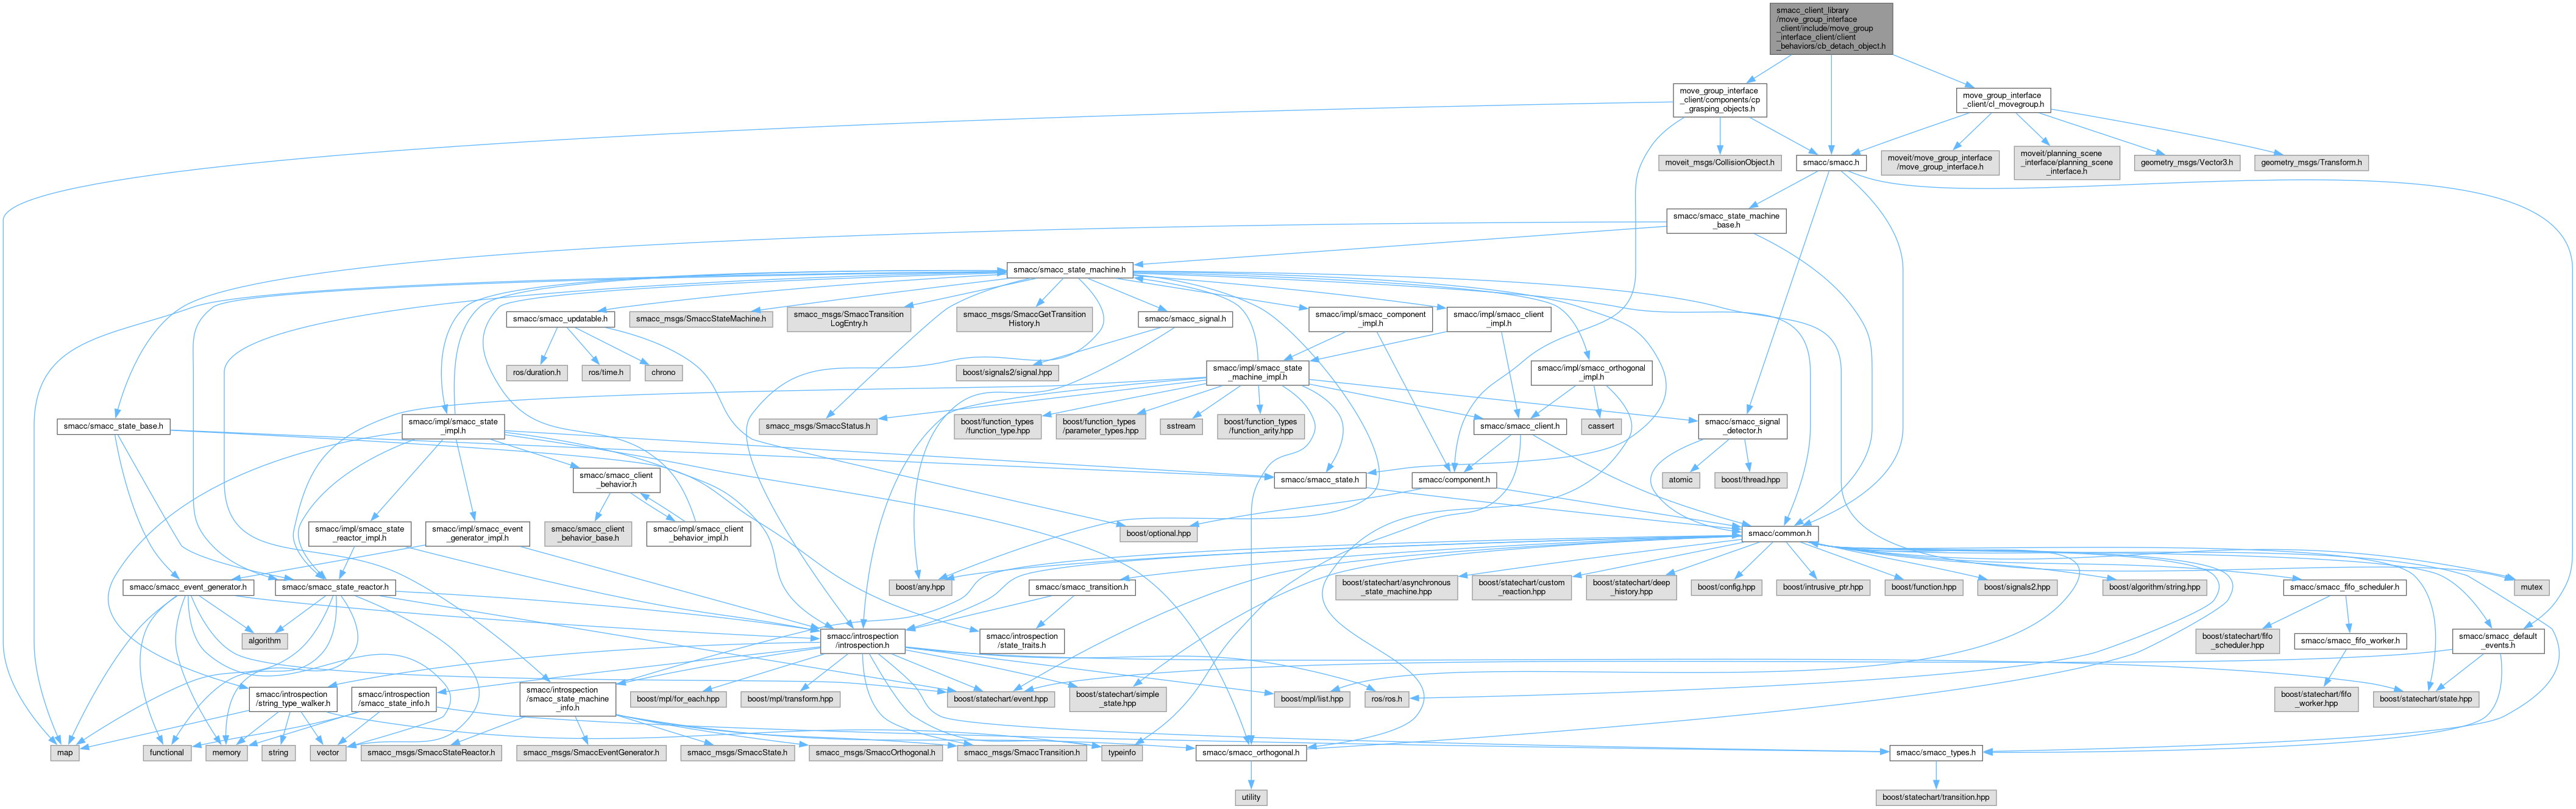 smacc_client_library
/move_group_interface
_client/include/move_group
_interface_client/client
_behaviors/cb_detach_object.h
move_group_interface
_client/components/cp
_grasping_objects.h
move_group_interface
_client/cl_movegroup.h
moveit_msgs/CollisionObject.h
smacc/smacc.h
moveit/move_group_interface
/move_group_interface.h
moveit/planning_scene
_interface/planning_scene
_interface.h
geometry_msgs/Vector3.h
geometry_msgs/Transform.h
smacc/smacc_state_machine
_base.h
smacc/smacc_state_machine.h
smacc/smacc_updatable.h
smacc_msgs/SmaccStateMachine.h
smacc_msgs/SmaccTransition
LogEntry.h
smacc_msgs/SmaccGetTransition
History.h
smacc/smacc_signal.h
smacc/impl/smacc_component
_impl.h
smacc/impl/smacc_client
_impl.h
ros/duration.h
ros/time.h
chrono
boost/signals2/signal.hpp
smacc/impl/smacc_state
_machine_impl.h
smacc/impl/smacc_orthogonal
_impl.h
smacc/smacc_state_base.h
smacc/impl/smacc_state
_impl.h
smacc_msgs/SmaccStatus.h
boost/function_types
/function_type.hpp
boost/function_types
/parameter_types.hpp
sstream
boost/function_types
/function_arity.hpp
smacc/smacc_client.h
cassert
smacc/smacc_signal
_detector.h
smacc/smacc_client
_behavior.h
smacc/smacc_state.h
smacc/component.h
atomic
boost/thread.hpp
smacc/impl/smacc_state
_reactor_impl.h
smacc/impl/smacc_event
_generator_impl.h
smacc/smacc_client
_behavior_base.h
smacc/impl/smacc_client
_behavior_impl.h
boost/optional.hpp
smacc/common.h
smacc/smacc_event_generator.h
smacc/smacc_state_reactor.h
boost/any.hpp
smacc/smacc_transition.h
boost/statechart/asynchronous
_state_machine.hpp
boost/statechart/custom
_reaction.hpp
boost/statechart/deep
_history.hpp
boost/config.hpp
boost/intrusive_ptr.hpp
boost/function.hpp
boost/signals2.hpp
boost/algorithm/string.hpp
smacc/smacc_fifo_scheduler.h
mutex
algorithm
smacc/introspection
/introspection.h
smacc/introspection
/state_traits.h
boost/statechart/fifo
_scheduler.hpp
smacc/smacc_fifo_worker.h
smacc/smacc_default
_events.h
smacc/introspection
/string_type_walker.h
smacc/introspection
/smacc_state_info.h
smacc/introspection
/smacc_state_machine
_info.h
boost/mpl/for_each.hpp
boost/mpl/transform.hpp
boost/statechart/event.hpp
boost/statechart/simple
_state.hpp
boost/mpl/list.hpp
ros/ros.h
boost/statechart/fifo
_worker.hpp
boost/statechart/state.hpp
map
functional
memory
string
vector
smacc_msgs/SmaccStateReactor.h
smacc_msgs/SmaccEventGenerator.h
smacc_msgs/SmaccState.h
smacc_msgs/SmaccOrthogonal.h
smacc_msgs/SmaccTransition.h
typeinfo
smacc/smacc_orthogonal.h
smacc/smacc_types.h
utility
boost/statechart/transition.hpp